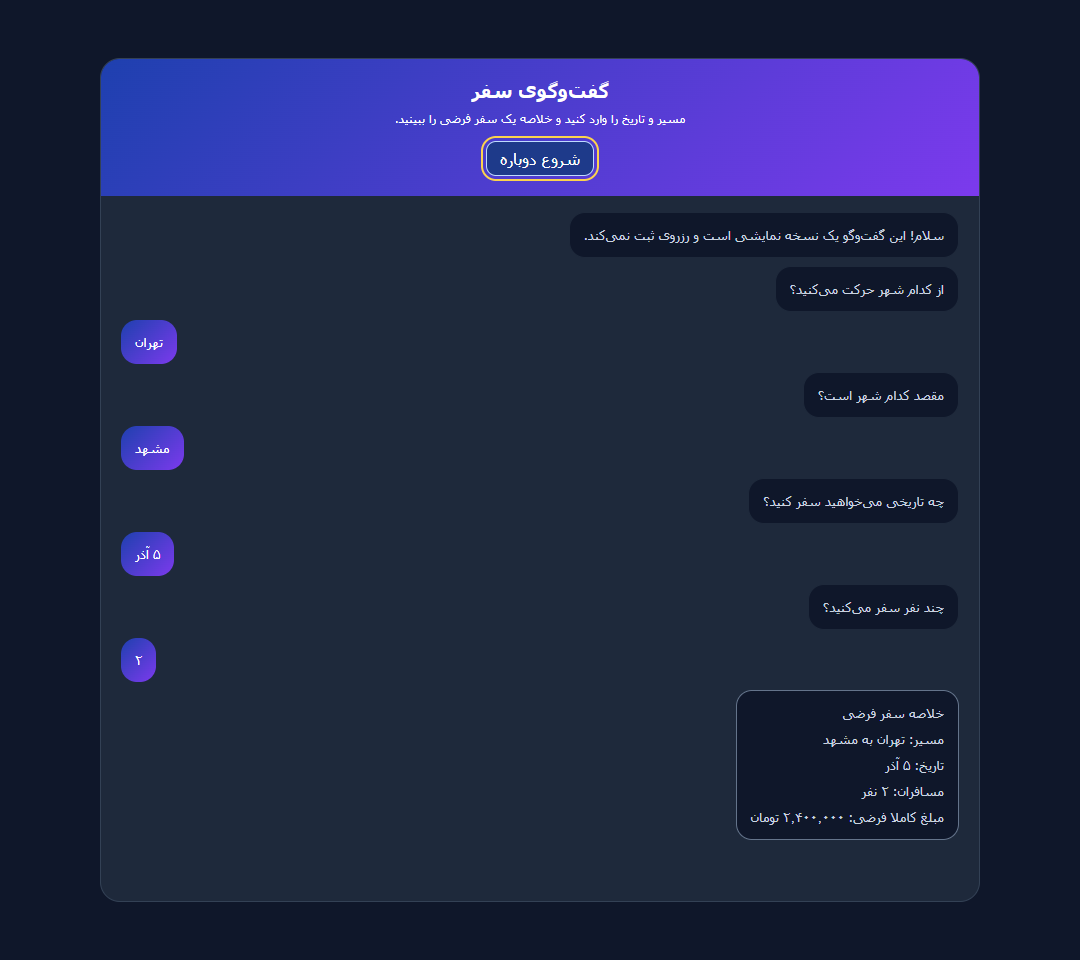 گفت‌وگوی سفر
مسیر و تاریخ را وارد کنید و خلاصه یک سفر فرضی را ببینید.
شروع دوباره
سلام! این گفت‌وگو یک نسخه نمایشی است و رزروی ثبت نمی‌کند.
از کدام شهر حرکت می‌کنید؟
تهران
مقصد کدام شهر است؟
مشهد
چه تاریخی می‌خواهید سفر کنید؟
۵ آذر
چند نفر سفر می‌کنید؟
۲
خلاصه سفر فرضی
مسیر: تهران به مشهد
تاریخ: ۵ آذر
مسافران: ۲ نفر
مبلغ کاملا فرضی: ۲,۴۰۰,۰۰۰ تومان